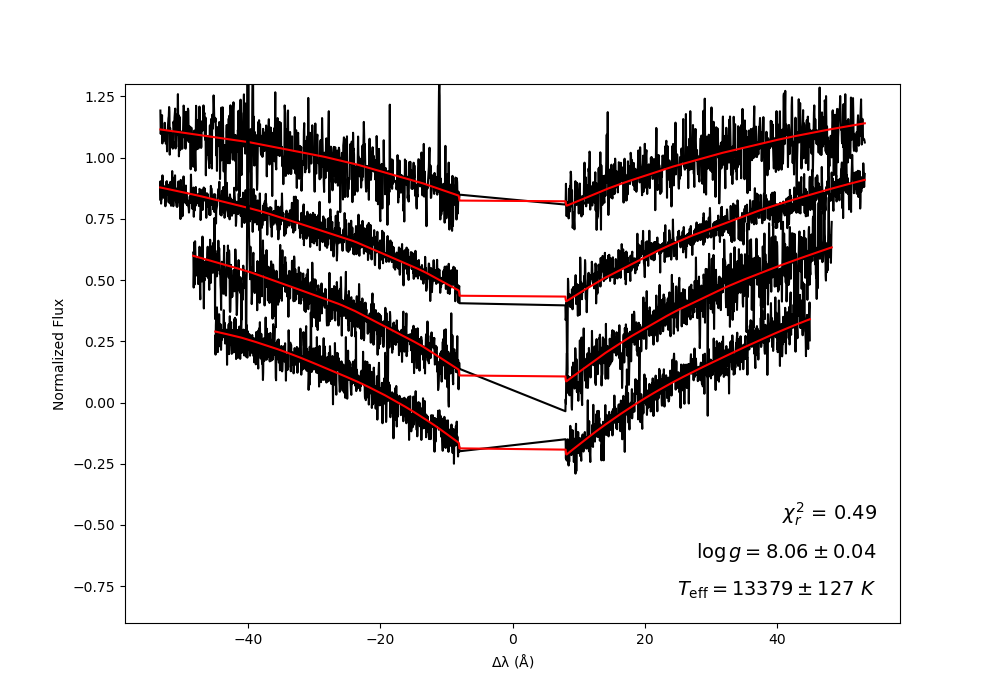 1.25
1.00
0.75
0.50
0.25
0.00
−0.25
−0.50
−0.75
Normalized Flux
χ²ᵣ = 0.49
log g = 8.06 ± 0.04
T_eff = 13379 ± 127 K
−40 −20 0 20 40
Δλ (Å)